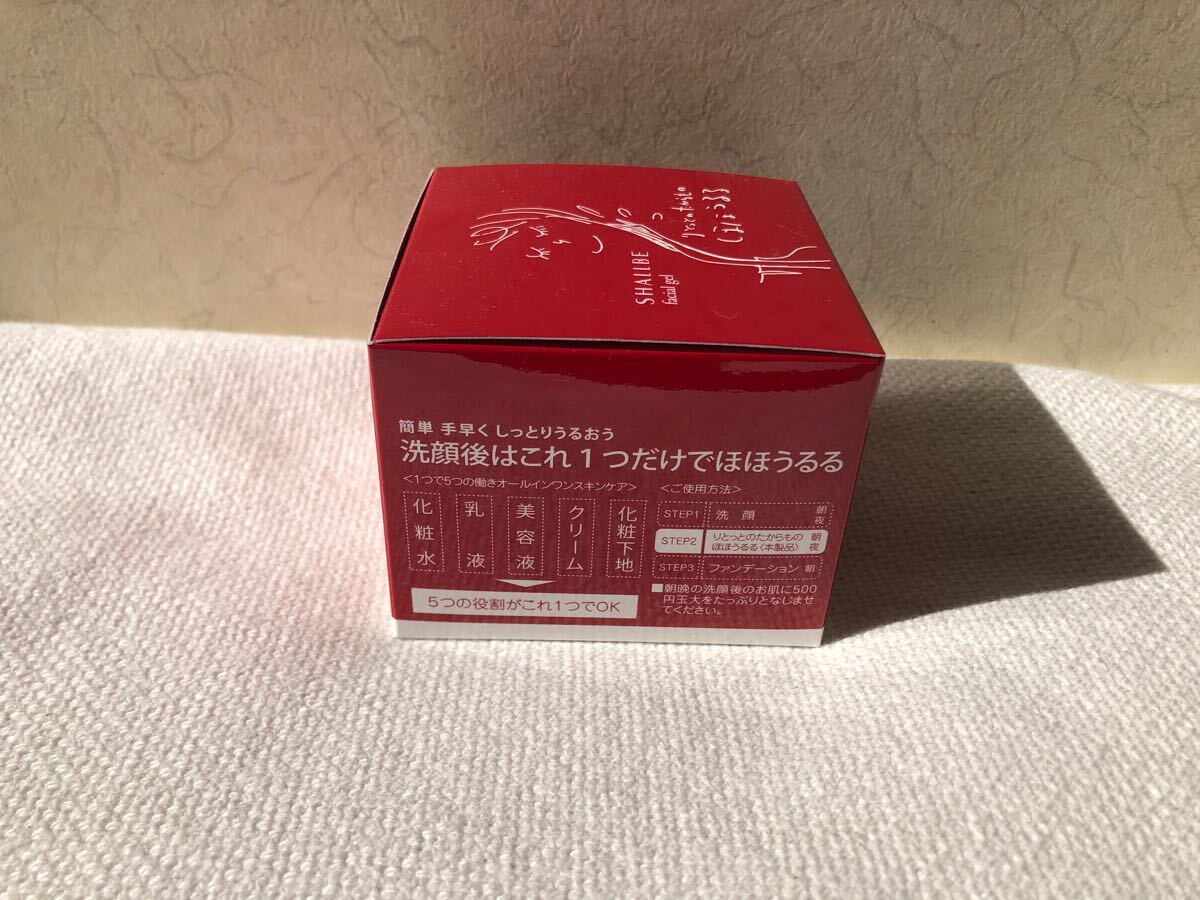 ほほうるる
SHALLBE
facial gel
簡単 手早く しっとりうるおう
洗顔後はこれ1つだけでほほうるる
<1つで5つの働きオールインワンスキンケア>
化粧水
乳液
美容液
クリーム
化粧下地
5つの役割がこれ1つでOK
<ご使用方法>
STEP1 洗顔 朝夜
STEP2 りとっとのたからもの ほほうるる〈本製品〉 朝夜
STEP3 ファンデーション 朝
■朝晩の洗顔後のお肌に500
円玉大をたっぷりとなじませ
てください。